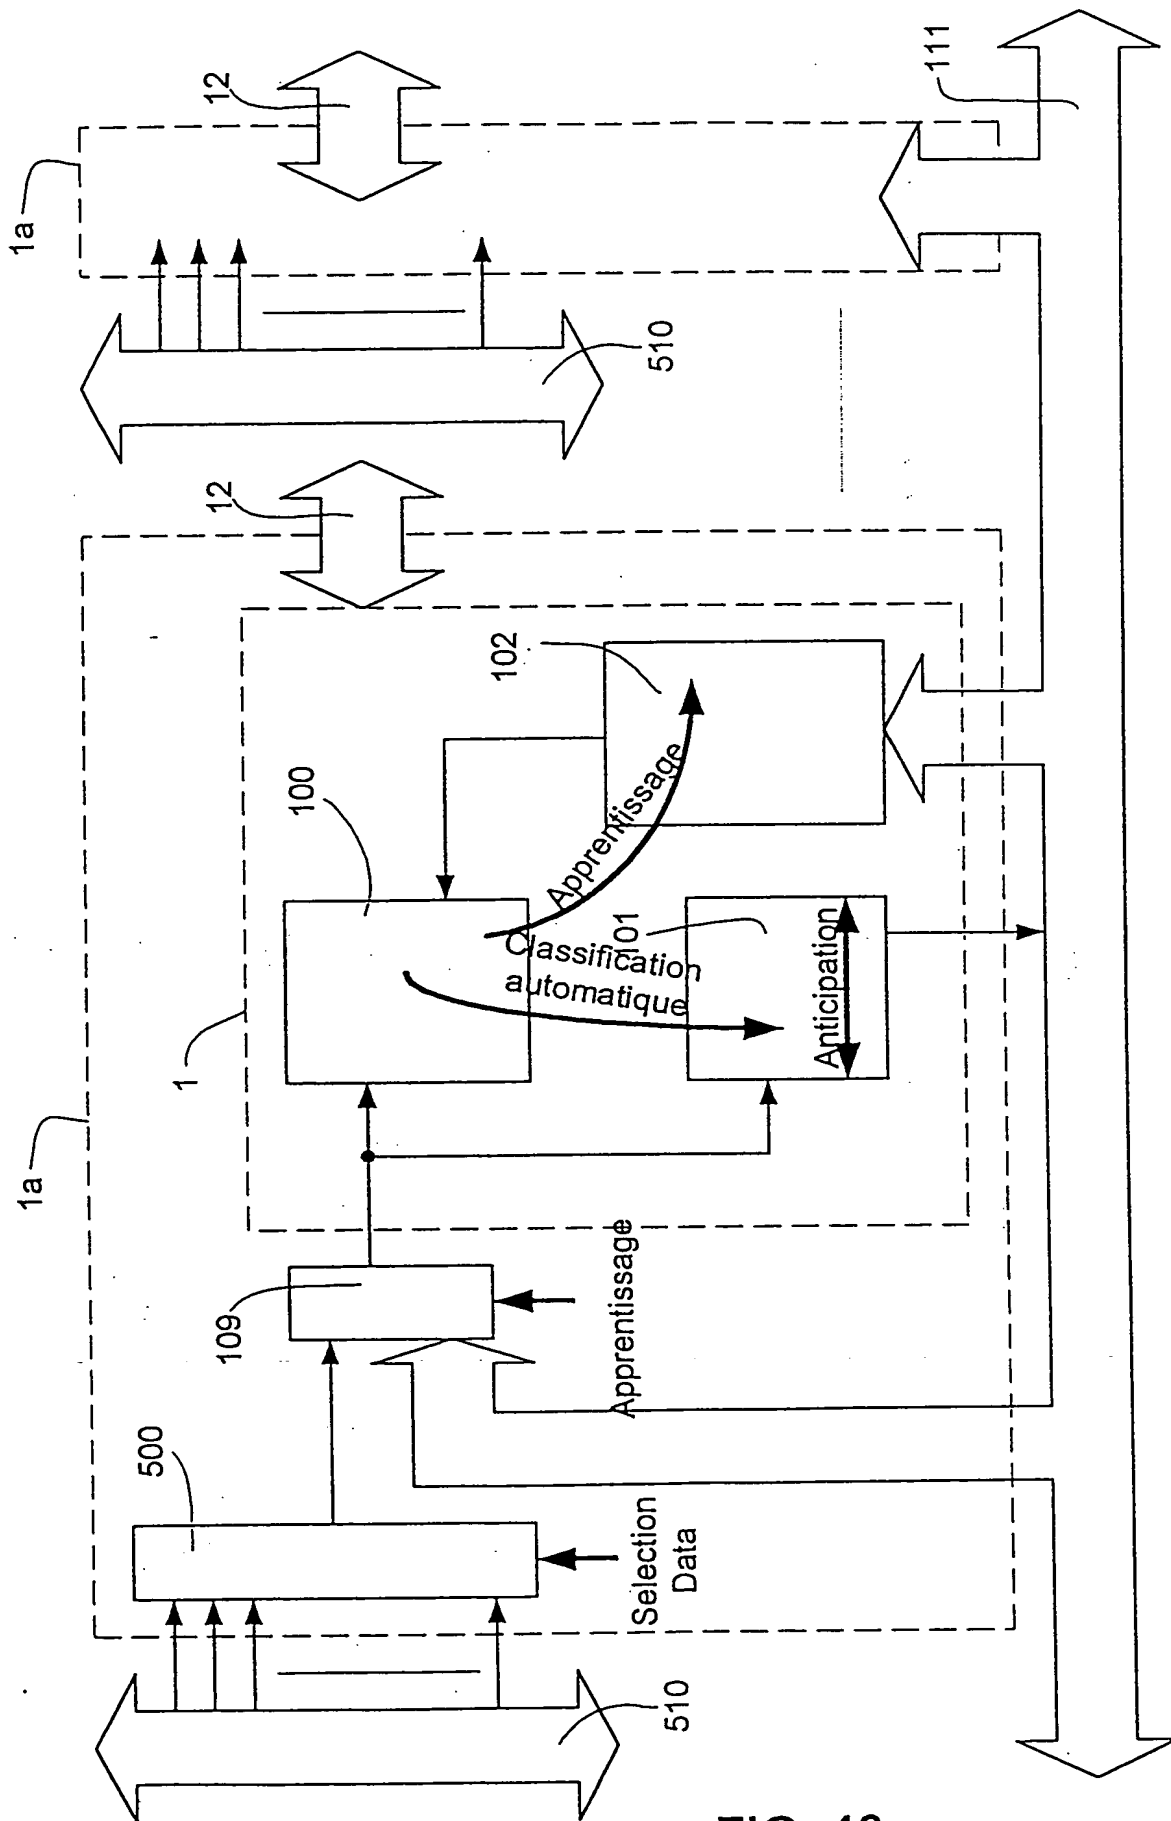 1a
1a
12
12
111
1
100
102
510
500
109
101
Apprentissage
Classification
automatique
Anticipation
Apprentissage
Selection
Data
510